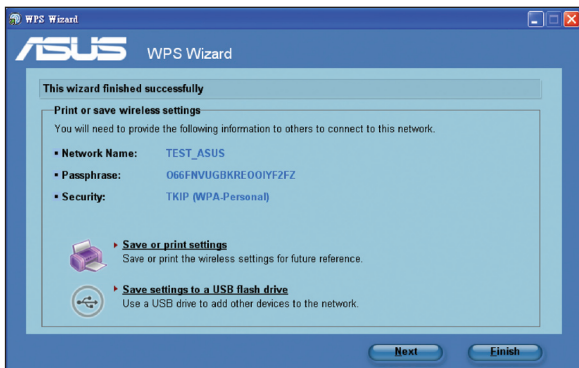 WPS Wizard
ASUS WPS Wizard
This wizard finished successfully
Print or save wireless settings
You will need to provide the following information to others to connect to this network.
Network Name: TEST_ASUS
Passphrase: O66FNVUGBKREOOIYF2FZ
Security: TKIP (WPA-Personal)
Save or print settings
Save or print the wireless settings for future reference.
Save settings to a USB flash drive
Use a USB drive to add other devices to the network.
Next Finish